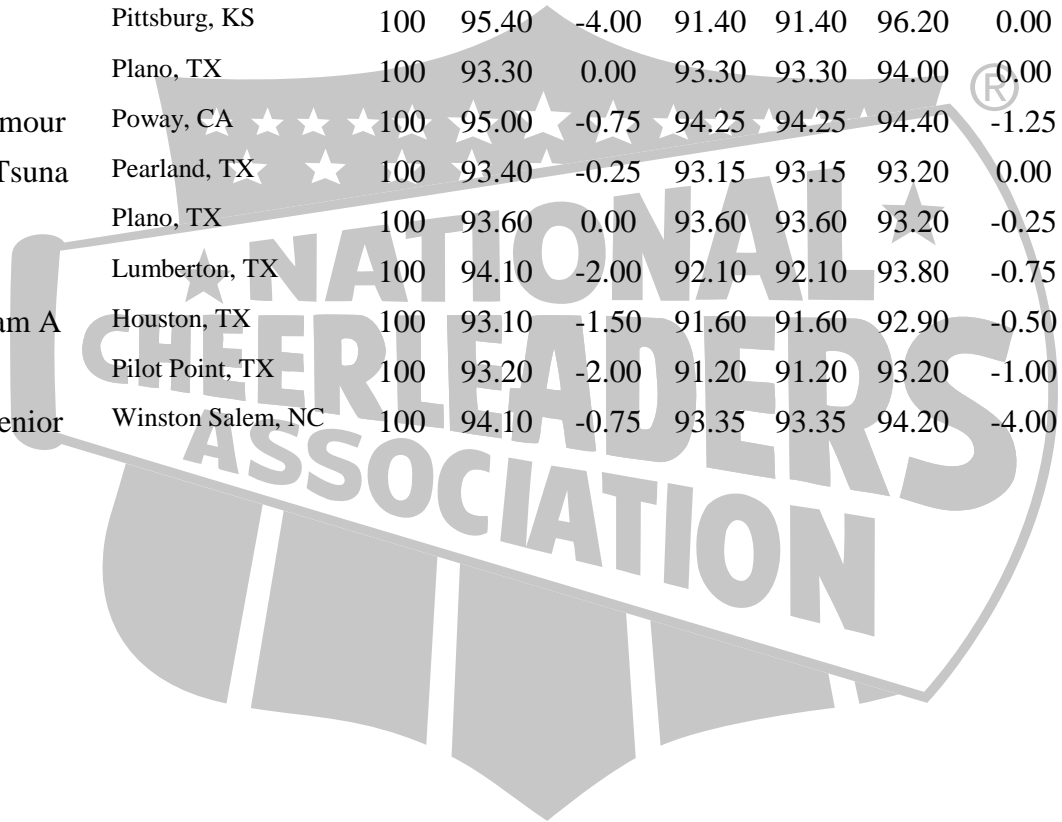 Pittsburg, KS 100 95.40 -4.00 91.40 91.40 96.20 0.00
Plano, TX 100 93.30 0.00 93.30 93.30 94.00 0.00
mour Poway, CA 100 95.00 -0.75 94.25 94.25 94.40 -1.25
Tsuna Pearland, TX 100 93.40 -0.25 93.15 93.15 93.20 0.00
Plano, TX 100 93.60 0.00 93.60 93.60 93.20 -0.25
Lumberton, TX 100 94.10 -2.00 92.10 92.10 93.80 -0.75
am A Houston, TX 100 93.10 -1.50 91.60 91.60 92.90 -0.50
Pilot Point, TX 100 93.20 -2.00 91.20 91.20 93.20 -1.00
enior Winston Salem, NC 100 94.10 -0.75 93.35 93.35 94.20 -4.00
NATIONAL
CHEERLEADERS
ASSOCIATION
®